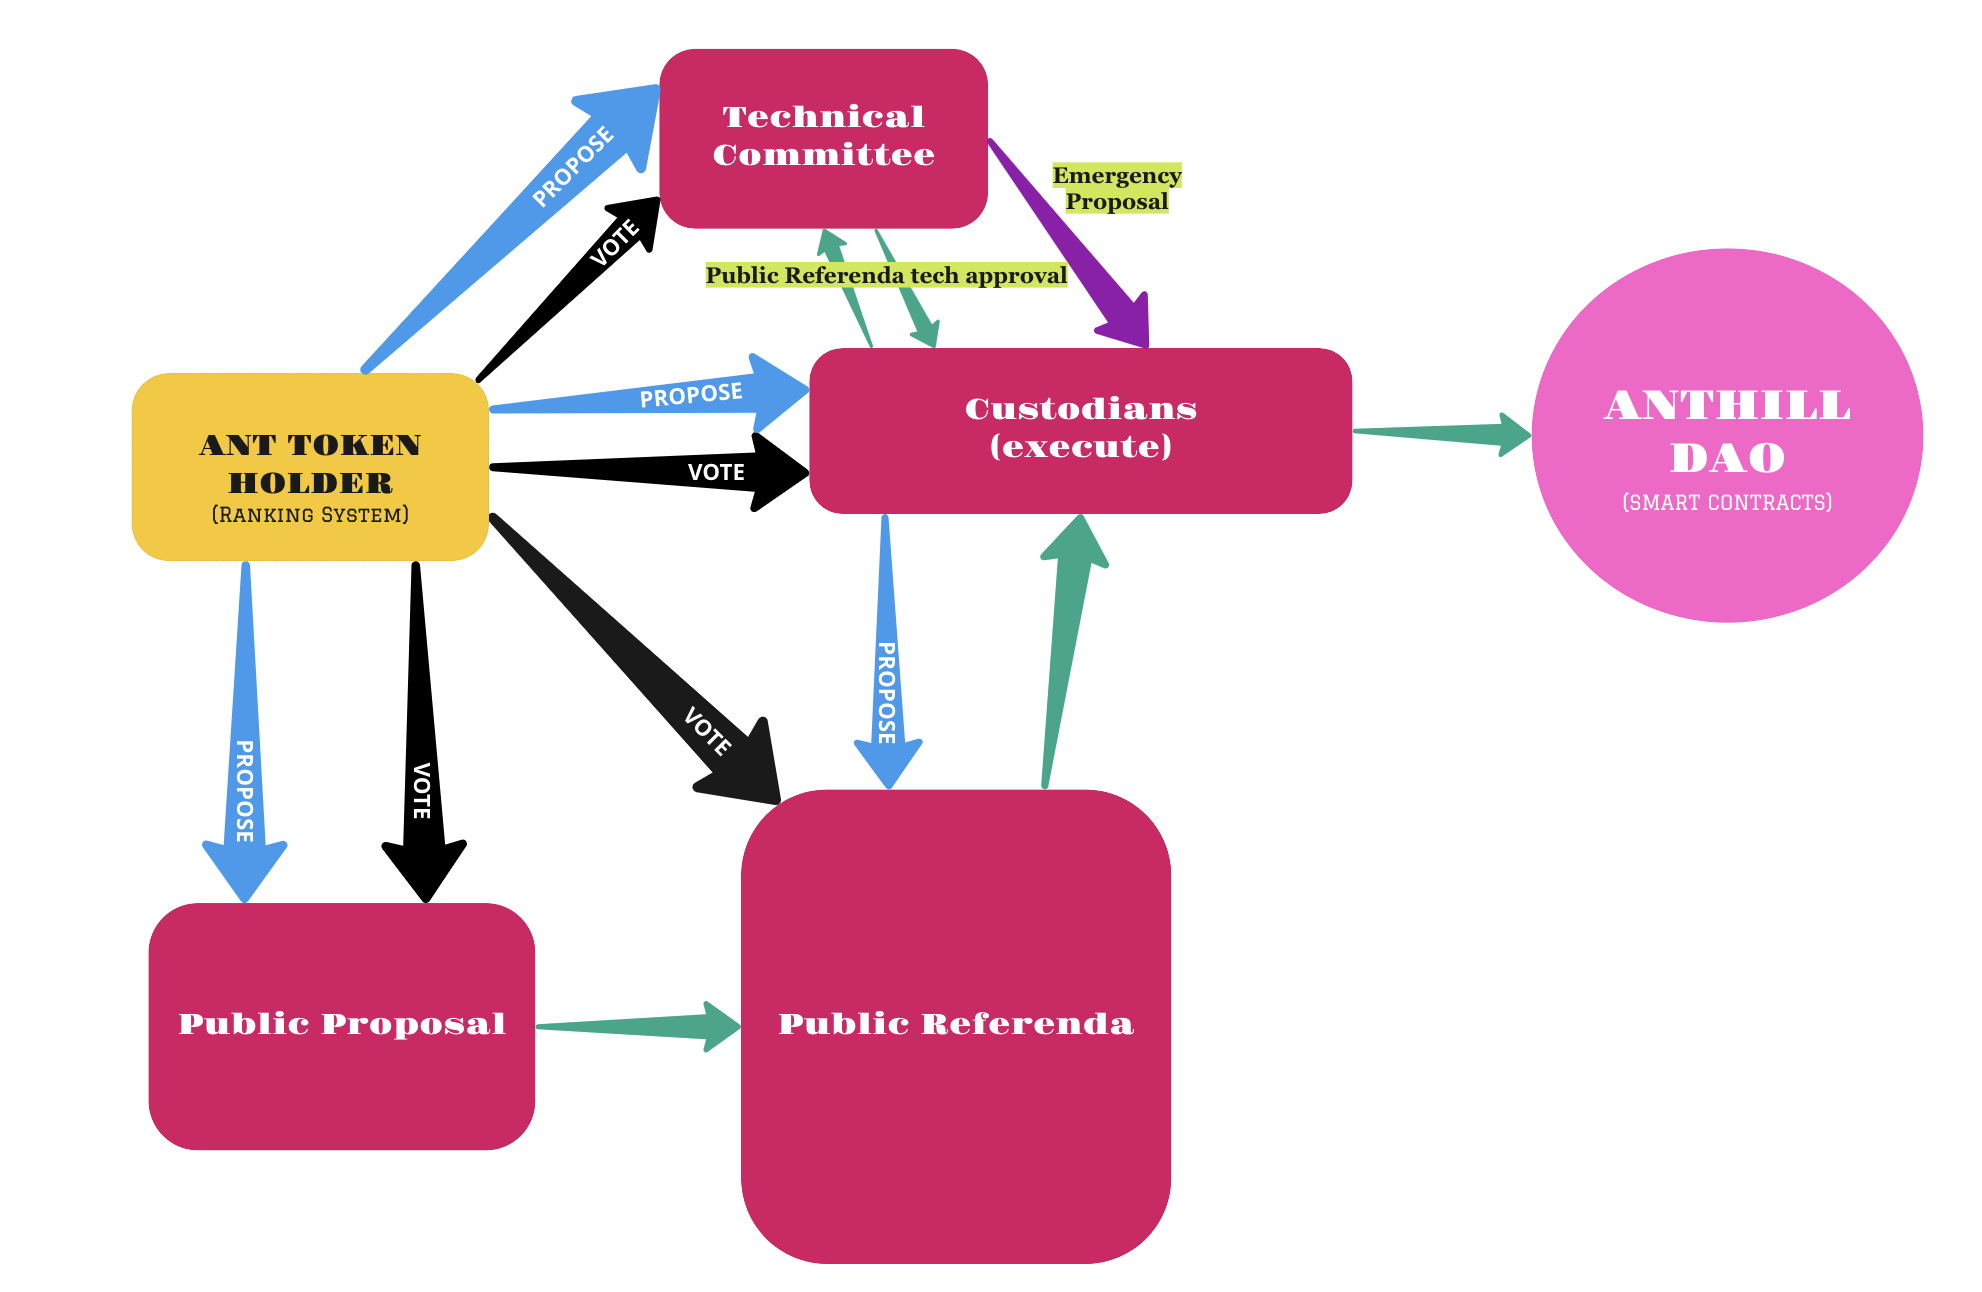 Technical
Committee
PROPOSE
VOTE
Emergency
Proposal
Public Referenda tech approval
ANT TOKEN
HOLDER
(Ranking System)
PROPOSE
VOTE
Custodians
(execute)
ANTHILL
DAO
(SMART CONTRACTS)
PROPOSE
VOTE
VOTE
PROPOSE
Public Proposal
Public Referenda